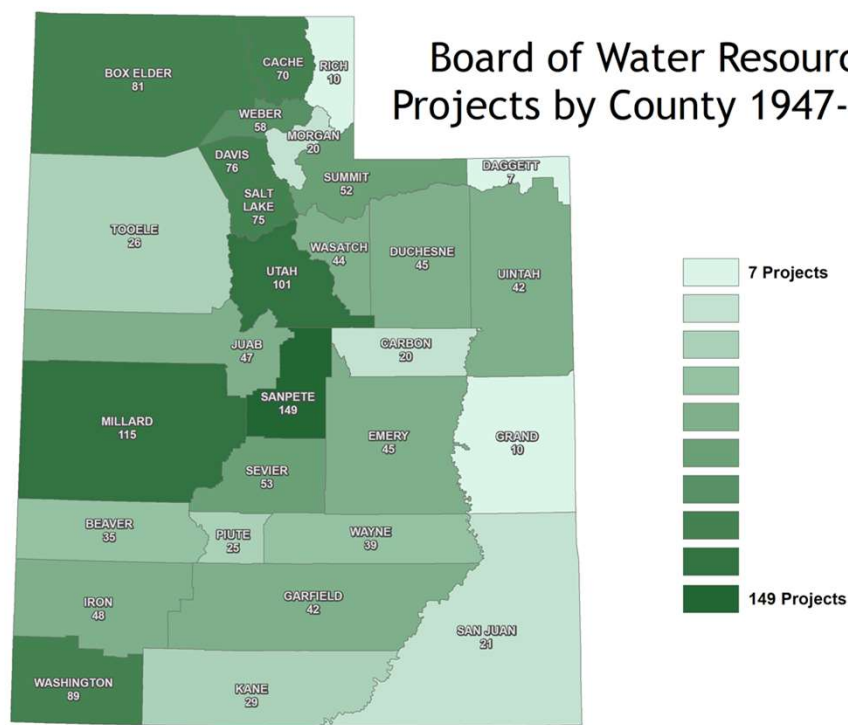 Board of Water Resourc
Projects by County 1947-
BOX ELDER
81
CACHE
70
RICH
10
WEBER
58
MORGAN
20
DAVIS
76
SUMMIT
52
DAGGETT
7
SALT
LAKE
75
TOOELE
26
WASATCH
44
DUCHESNE
45
UINTAH
42
UTAH
101
JUAB
47
CARBON
20
SANPETE
149
MILLARD
115
EMERY
45
GRAND
10
SEVIER
53
BEAVER
35
PIUTE
25
WAYNE
39
IRON
48
GARFIELD
42
SAN JUAN
21
WASHINGTON
89
KANE
29
7 Projects
149 Projects